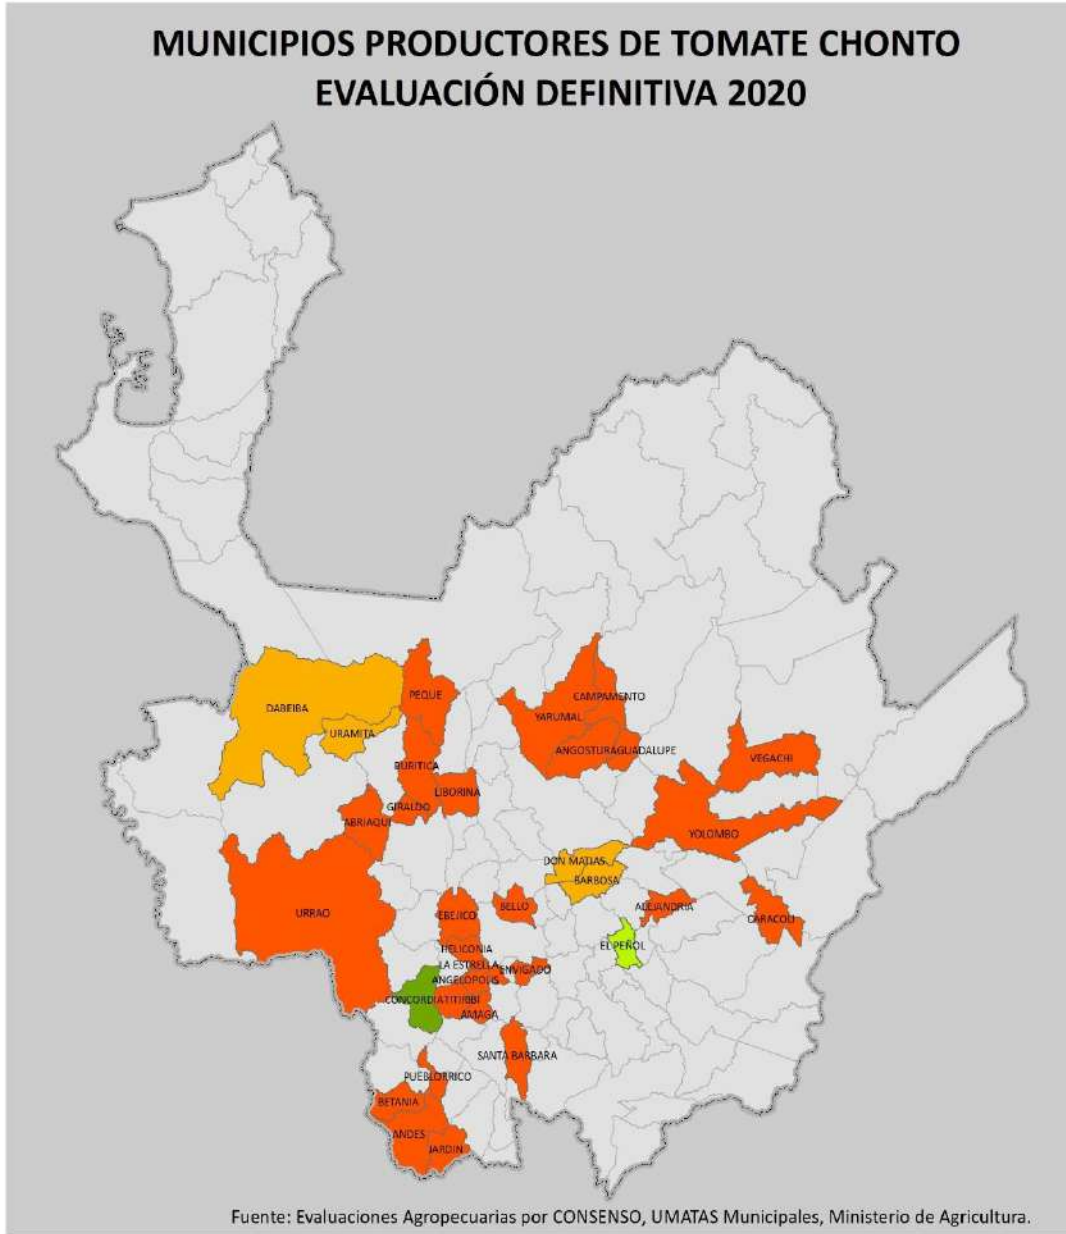 MUNICIPIOS PRODUCTORES DE TOMATE CHONTO
EVALUACIÓN DEFINITIVA 2020
PEQUE
CAMPAMENTO
DABEIBA
YARUMAL
URAMITA
ANGOSTURA
GUADALUPE
VEGACHI
BURITICA
LIBORINA
GIRALDO
ABRIAQUI
YOLOMBO
DON MATIAS
BARBOSA
URRAO
EBEJICO
BELLO
ALEJANDRIA
CARACOLI
HELICONIA
EL PEÑOL
LA ESTRELLA
ENVIGADO
ANGELOPOLIS
CONCORDIA
TITIRIBÍ
AMAGA
SANTA BARBARA
PUEBLORRICO
BETANIA
ANDES
JARDIN
Fuente: Evaluaciones Agropecuarias por CONSENSO, UMATAS Municipales, Ministerio de Agricultura.